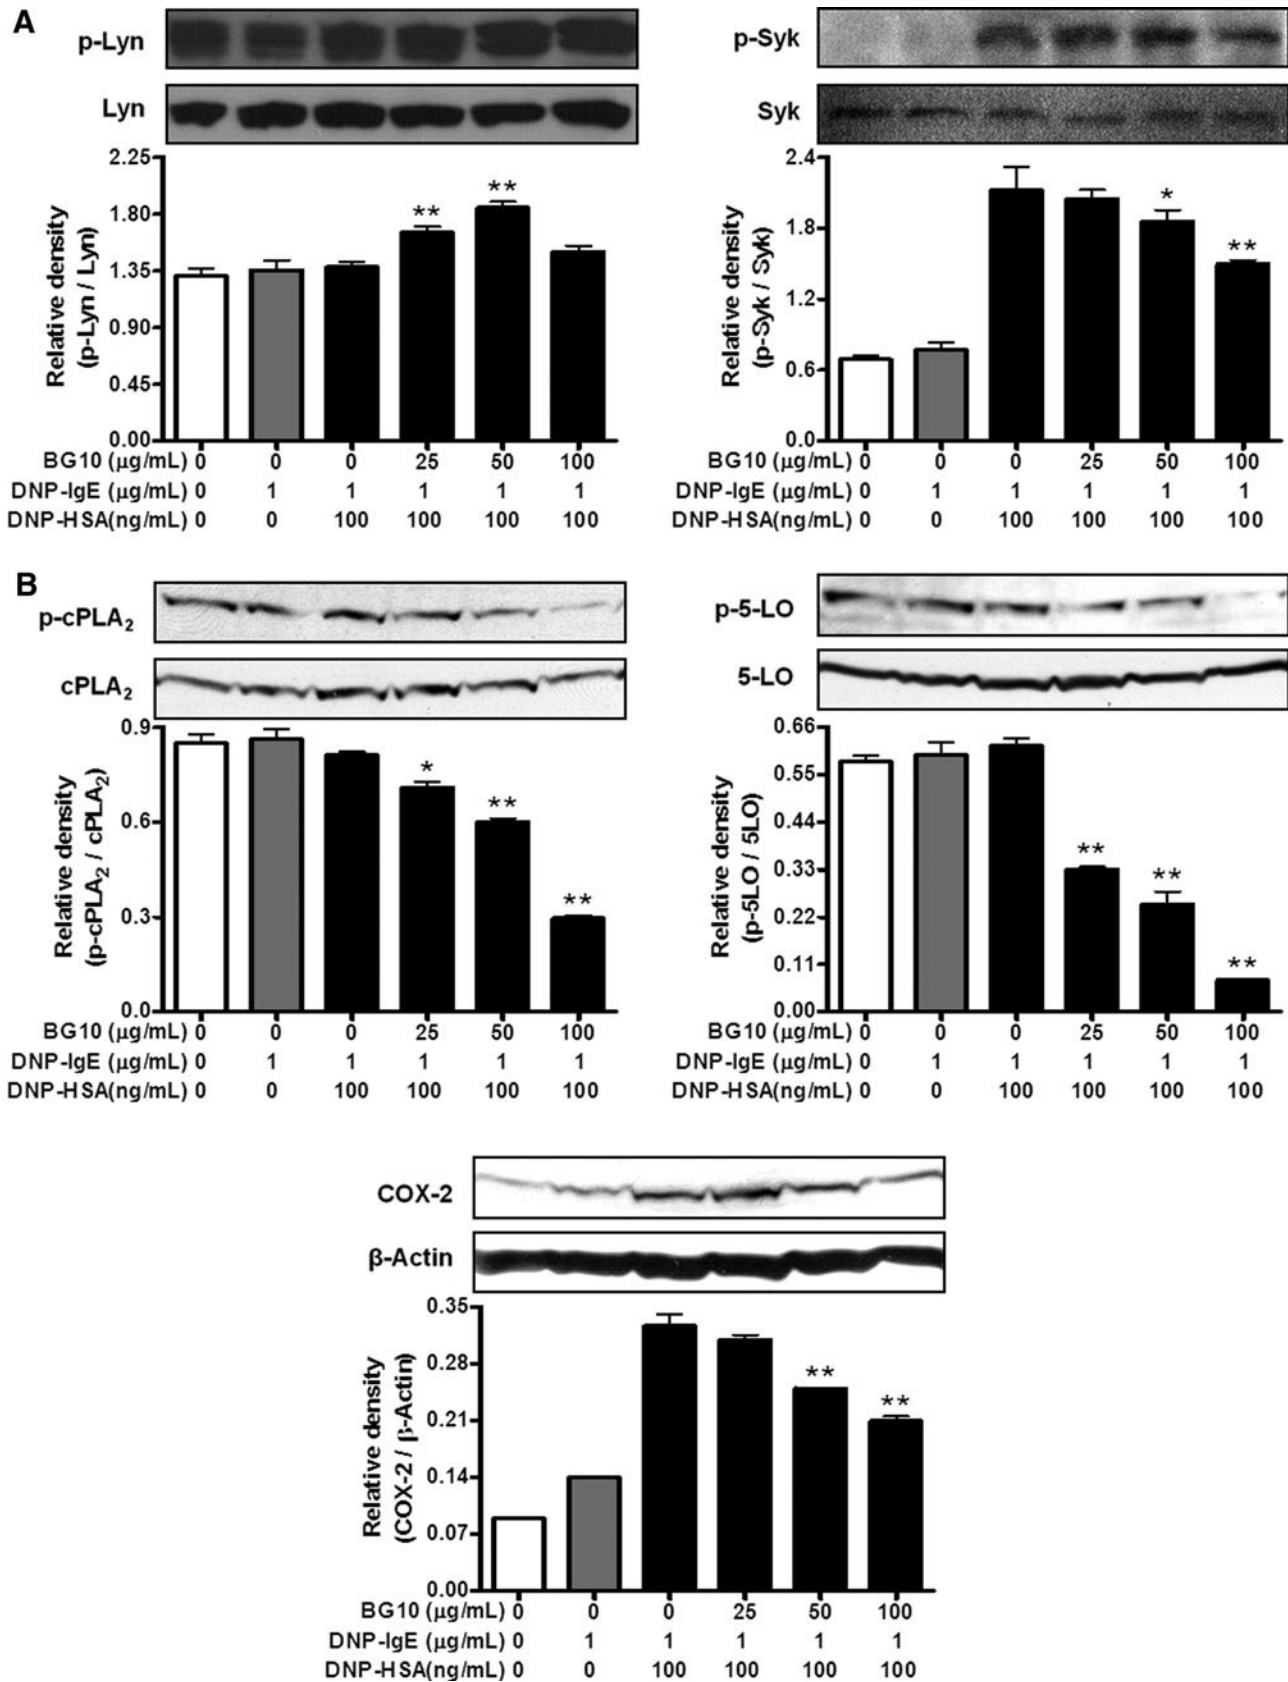 A
p-Lyn
Lyn
Relative density
(p-Lyn / Lyn)
2.25
1.80
1.35
0.90
0.45
0.00
** **
BG10 (μg/mL) 0 0 0 25 50 100
DNP-IgE (μg/mL) 0 1 1 1 1 1
DNP-HSA(ng/mL) 0 0 100 100 100 100
p-Syk
Syk
Relative density
(p-Syk / Syk)
2.4
1.8
1.2
0.6
0.0
* **
BG10 (μg/mL) 0 0 0 25 50 100
DNP-IgE (μg/mL) 0 1 1 1 1 1
DNP-HSA(ng/mL) 0 0 100 100 100 100
B
p-cPLA₂
cPLA₂
Relative density
(p-cPLA₂ / cPLA₂)
0.9
0.6
0.3
0.0
* ** **
BG10 (μg/mL) 0 0 0 25 50 100
DNP-IgE (μg/mL) 0 1 1 1 1 1
DNP-HSA(ng/mL) 0 0 100 100 100 100
p-5-LO
5-LO
Relative density
(p-5LO / 5LO)
0.66
0.55
0.44
0.33
0.22
0.11
0.00
** ** **
BG10 (μg/mL) 0 0 0 25 50 100
DNP-IgE (μg/mL) 0 1 1 1 1 1
DNP-HSA(ng/mL) 0 0 100 100 100 100
COX-2
β-Actin
Relative density
(COX-2 / β-Actin)
0.35
0.28
0.21
0.14
0.07
0.00
** **
BG10 (μg/mL) 0 0 0 25 50 100
DNP-IgE (μg/mL) 0 1 1 1 1 1
DNP-HSA(ng/mL) 0 0 100 100 100 100